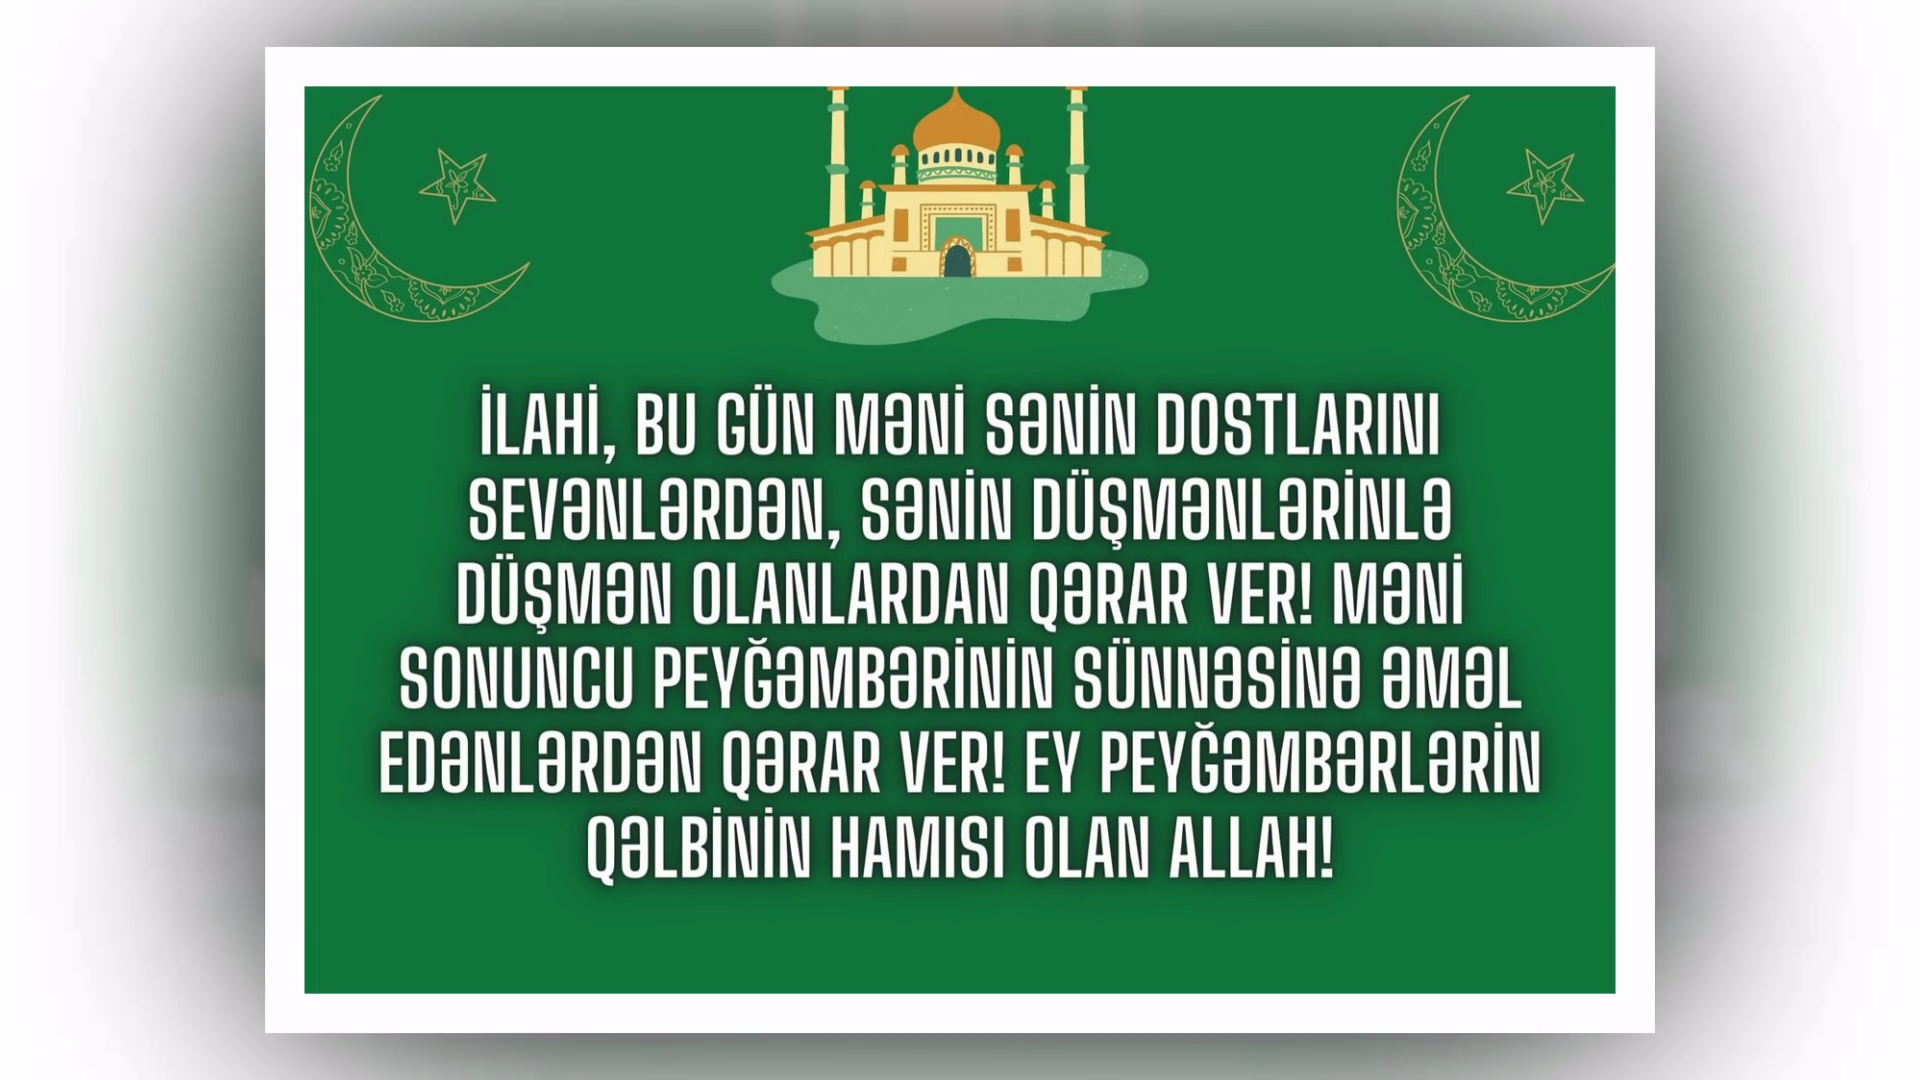 İLAHİ, BU GÜN MƏNİ SƏNİN DOSTLARINI
SEVƏNLƏRDƏN, SƏNİN DÜŞMƏNLƏRİNLƏ
DÜŞMƏN OLANLARDAN QƏRAR VER! MƏNİ
SONUNCU PEYĞƏMBƏRİNİN SÜNNƏSİNƏ ƏMƏL
EDƏNLƏRDƏN QƏRAR VER! EY PEYĞƏMBƏRLƏRİN
QƏLBİNİN HAMISI OLAN ALLAH!